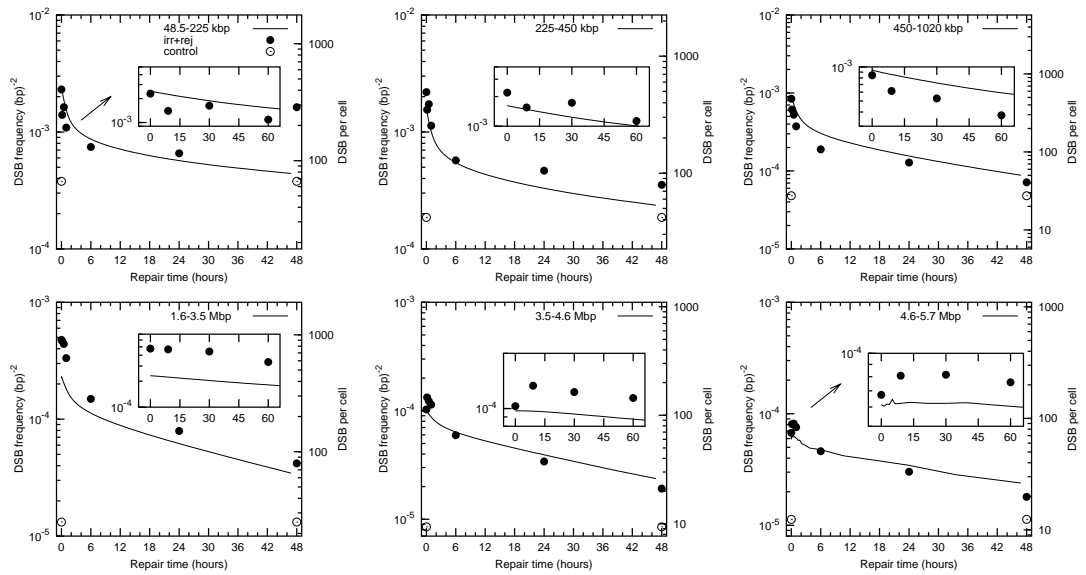 10⁻²
10⁻³
10⁻⁴
DSB frequency (bp)⁻²
48.5-225 kbp
irr+rej
control
1000
100
DSB per cell
10⁻³
0 15 30 45 60
0 6 12 18 24 30 36 42 48
Repair time (hours)
10⁻²
10⁻³
10⁻⁴
DSB frequency (bp)⁻²
225-450 kbp
1000
100
DSB per cell
10⁻³
0 15 30 45 60
0 6 12 18 24 30 36 42 48
Repair time (hours)
10⁻²
10⁻³
10⁻⁴
10⁻⁵
DSB frequency (bp)⁻²
450-1020 kbp
1000
100
10
DSB per cell
10⁻³
10⁻⁴
0 15 30 45 60
0 6 12 18 24 30 36 42 48
Repair time (hours)
10⁻³
10⁻⁴
10⁻⁵
DSB frequency (bp)⁻²
1.6-3.5 Mbp
1000
100
DSB per cell
10⁻⁴
0 15 30 45 60
0 6 12 18 24 30 36 42 48
Repair time (hours)
10⁻³
10⁻⁴
10⁻⁵
DSB frequency (bp)⁻²
3.5-4.6 Mbp
1000
100
10
DSB per cell
10⁻⁴
0 15 30 45 60
0 6 12 18 24 30 36 42 48
Repair time (hours)
10⁻³
10⁻⁴
10⁻⁵
DSB frequency (bp)⁻²
4.6-5.7 Mbp
1000
100
10
DSB per cell
10⁻⁴
0 15 30 45 60
0 6 12 18 24 30 36 42 48
Repair time (hours)